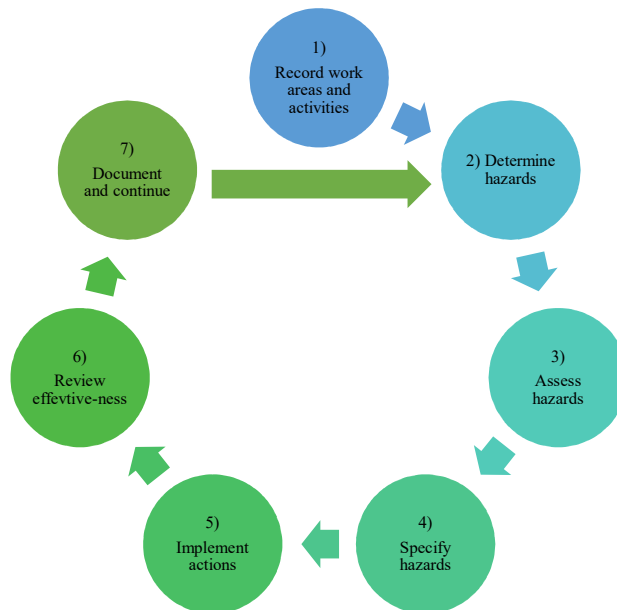 1)
Record work
areas and
activities
2) Determine
hazards
3)
Assess
hazards
4)
Specify
hazards
5)
Implement
actions
6)
Review
effevtive-ness
7)
Document
and continue